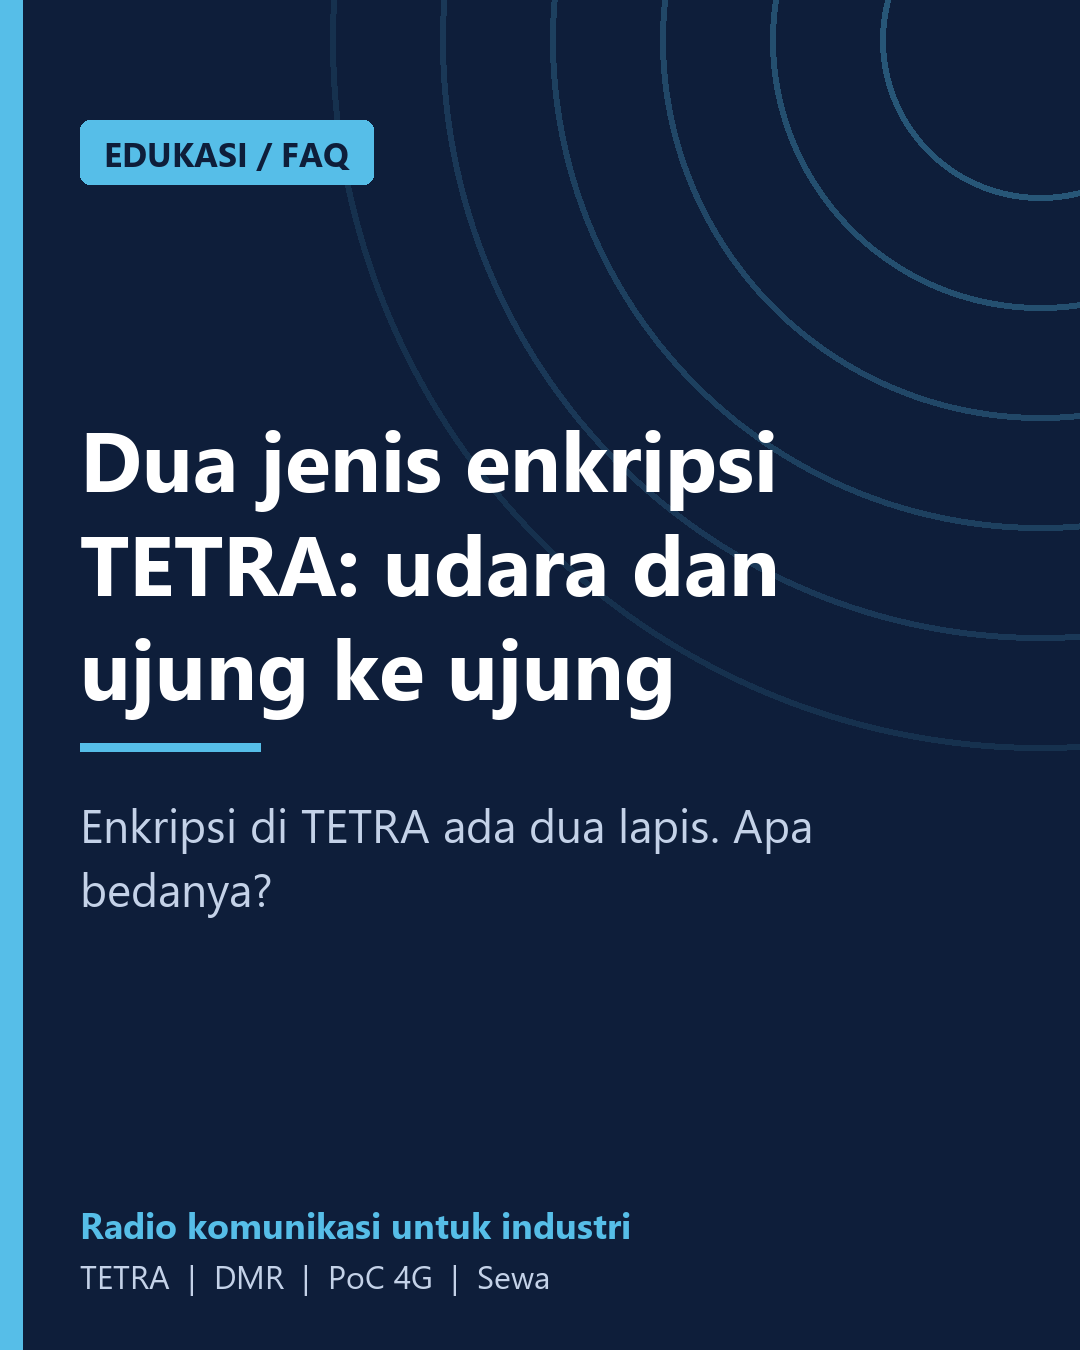 EDUKASI / FAQ
Dua jenis enkripsi
TETRA: udara dan
ujung ke ujung
Enkripsi di TETRA ada dua lapis. Apa
bedanya?
Radio komunikasi untuk industri
TETRA | DMR | PoC 4G | Sewa